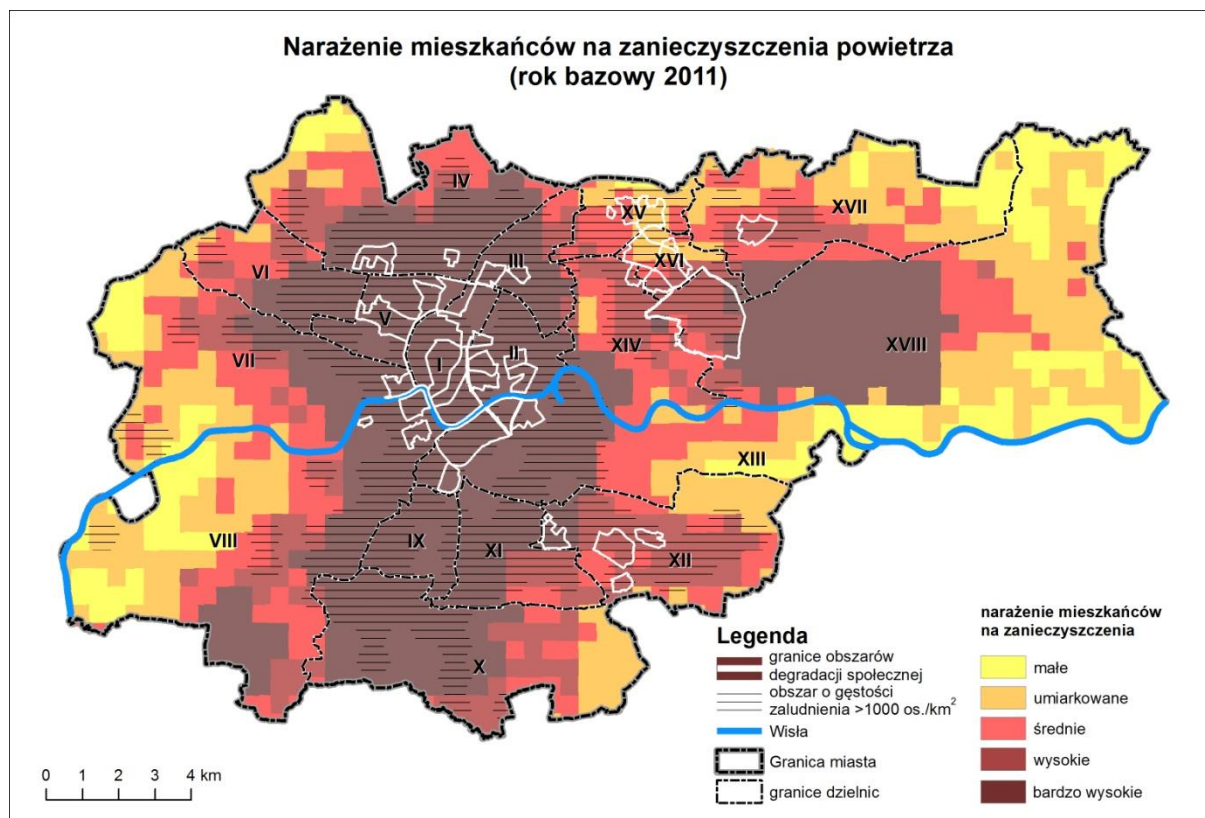 Narażenie mieszkańców na zanieczyszczenia powietrza
(rok bazowy 2011)
IV
XV
XVII
III
XVI
VI
V
XIV
XVIII
VII
I
II
XIII
VIII
IX
XI
XII
X
Legenda
granice obszarów
degradacji społecznej
obszar o gęstości
zaludnienia >1000 os./km²
Wisła
Granica miasta
granice dzielnic
narażenie mieszkańców
na zanieczyszczenia
małe
umiarkowane
średnie
wysokie
bardzo wysokie
0 1 2 3 4 km